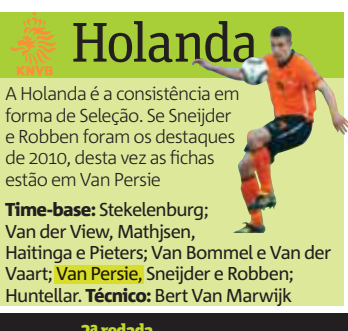 Holanda
KNVB
A Holanda é a consistência em
forma de Seleção. Se Sneijder
e Robben foram os destaques
de 2010, desta vez as fichas
estão em Van Persie
Time-base: Stekelenburg;
Van der View, Mathjsen,
Haitinga e Pieters; Van Bommel e Van der
Vaart; Van Persie, Sneijder e Robben;
Huntellar. Técnico: Bert Van Marwijk
2ª rodada